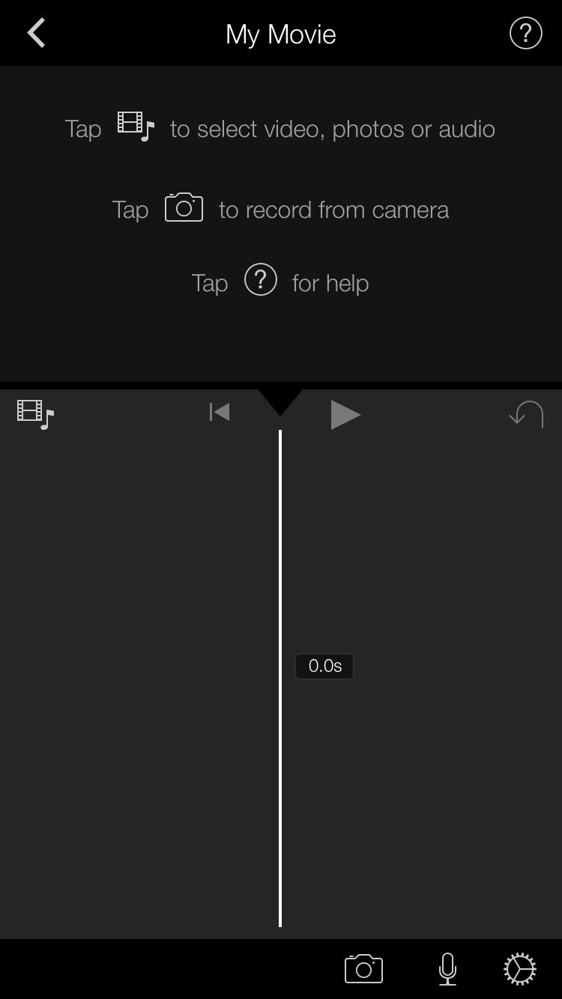 My Movie
?
Tap to select video, photos or audio
Tap to record from camera
Tap ? for help
0.0s